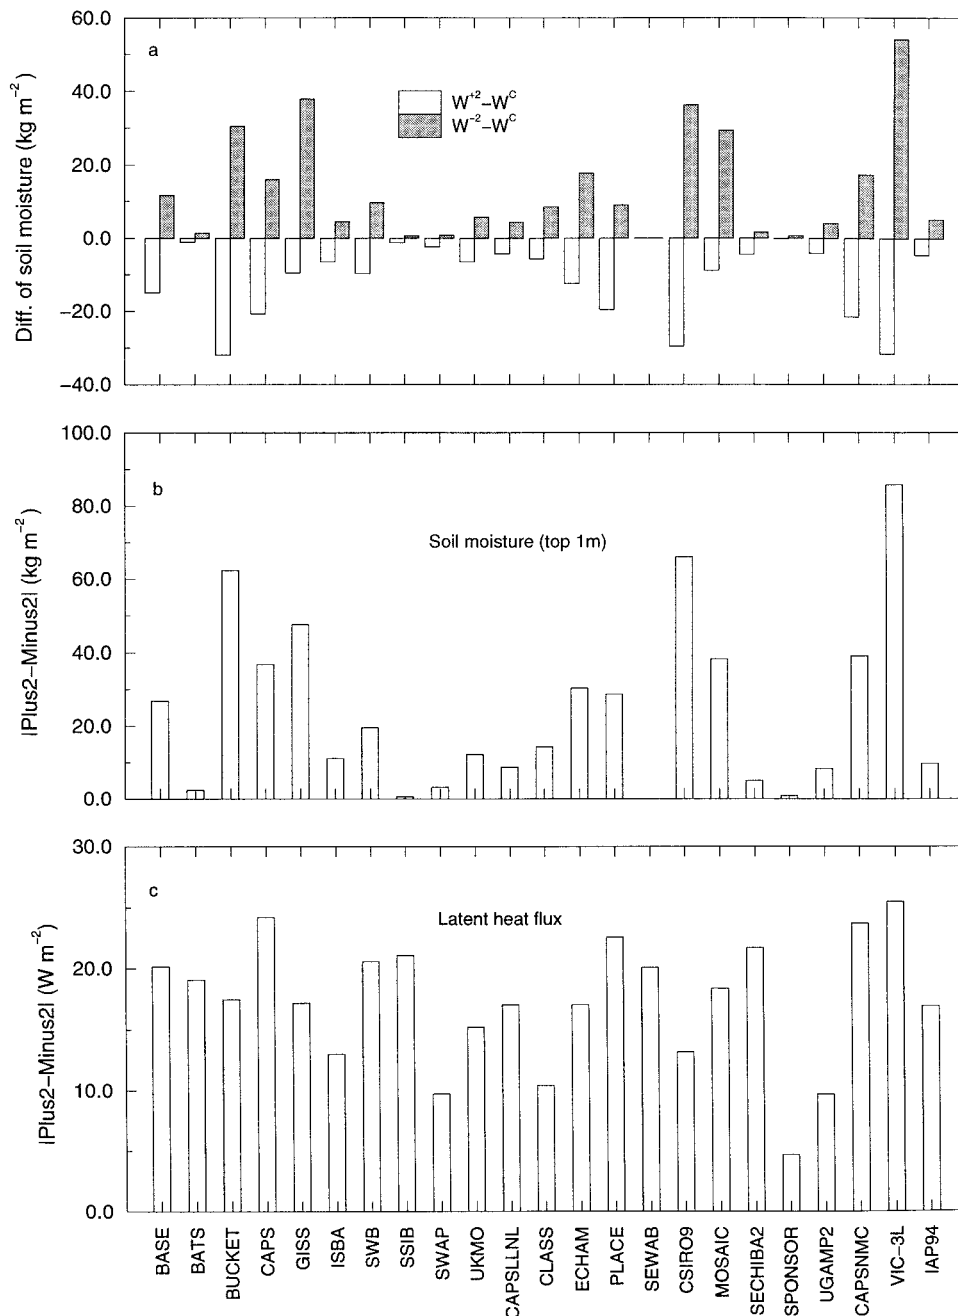 60.0
40.0
20.0
0.0
−20.0
−40.0
Diff. of soil moisture (kg m⁻²)
a
W⁺²−Wᶜ
W⁻²−Wᶜ
100.0
80.0
60.0
40.0
20.0
0.0
|Plus2−Minus2| (kg m⁻²)
b
Soil moisture (top 1m)
30.0
20.0
10.0
0.0
|Plus2−Minus2| (W m⁻²)
c
Latent heat flux
BASE
BATS
BUCKET
CAPS
GISS
ISBA
SWB
SSIB
SWAP
UKMO
CAPSLLNL
CLASS
ECHAM
PLACE
SEWAB
CSIRO9
MOSAIC
SECHIBA2
SPONSOR
UGAMP2
CAPSNMC
VIC−3L
IAP94